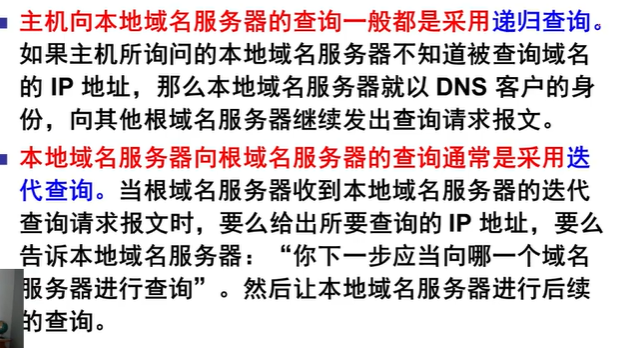 主机向本地域名服务器的查询一般都是采用递归查询。
如果主机所询问的本地域名服务器不知道被查询域名
的 IP 地址，那么本地域名服务器就以 DNS 客户的身
份，向其他根域名服务器继续发出查询请求报文。
本地域名服务器向根域名服务器的查询通常是采用迭
代查询。当根域名服务器收到本地域名服务器的迭代
查询请求报文时，要么给出所要查询的 IP 地址，要么
告诉本地域名服务器：“你下一步应当向哪一个域名
服务器进行查询”。然后让本地域名服务器进行后续
的查询。